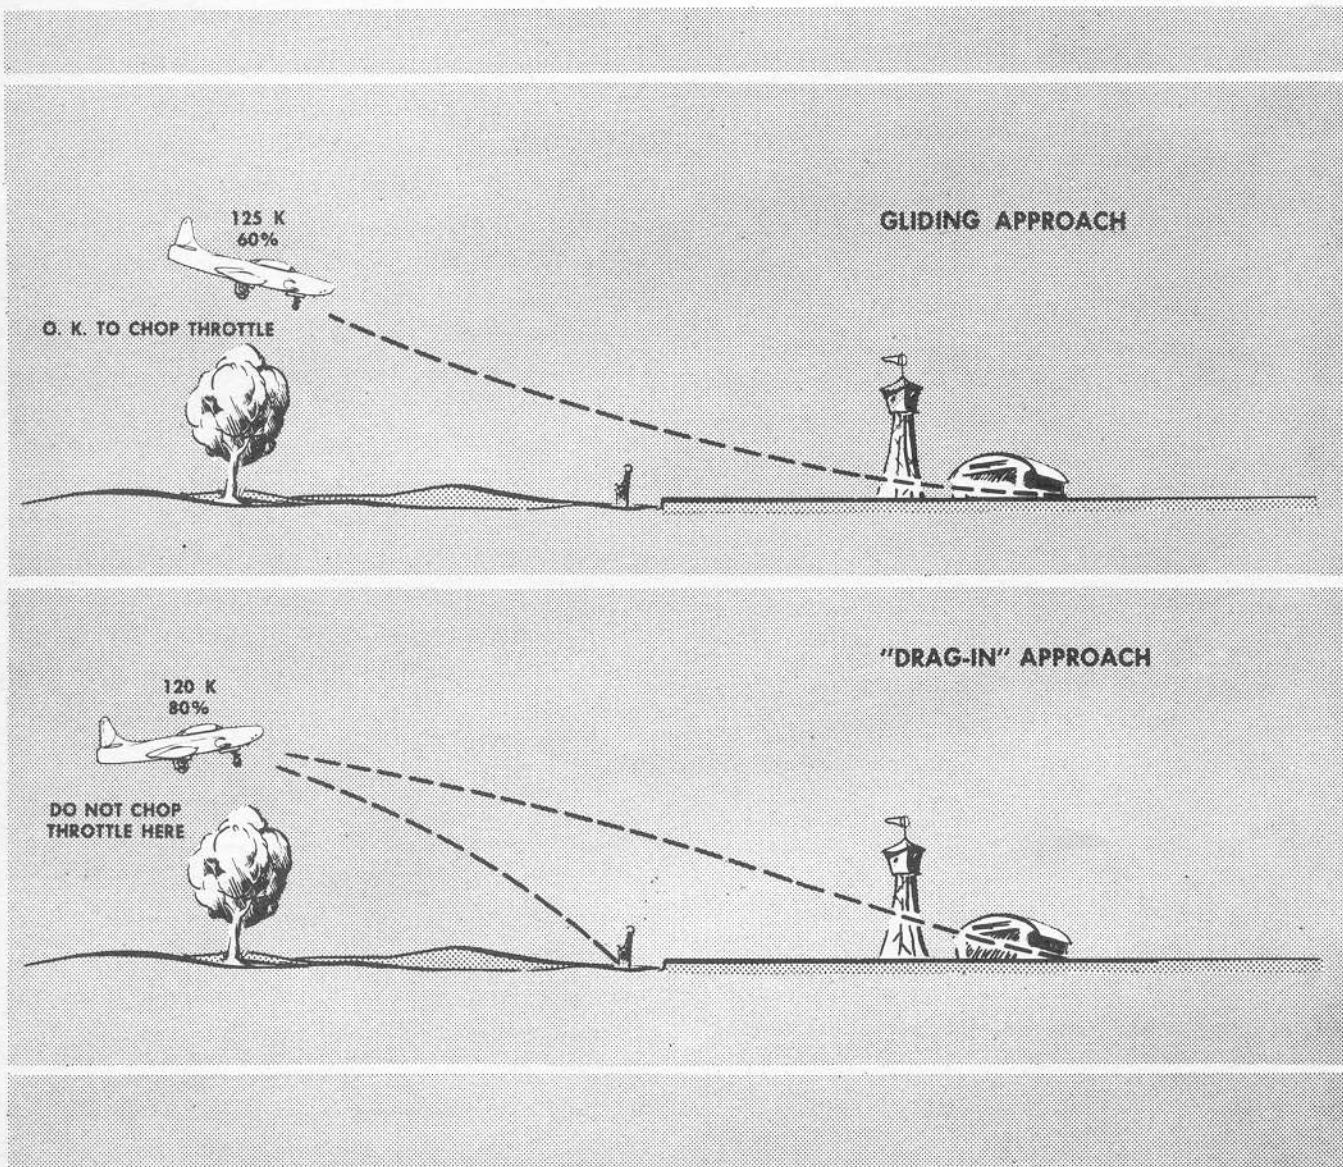 125 K
60%
GLIDING APPROACH
O. K. TO CHOP THROTTLE
"DRAG-IN" APPROACH
120 K
80%
DO NOT CHOP
THROTTLE HERE